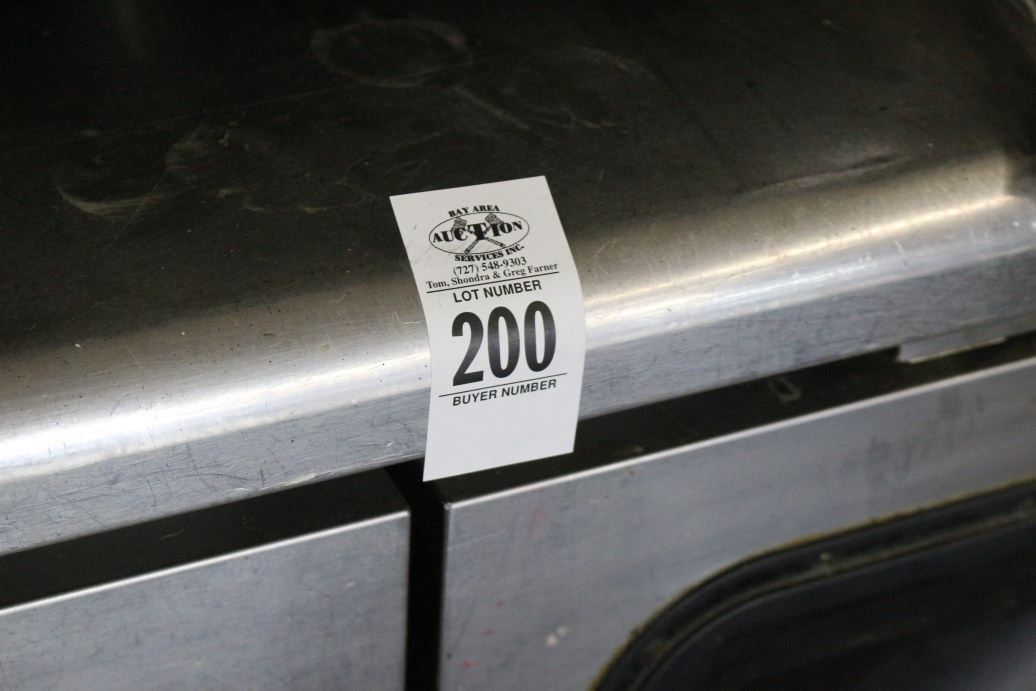 BAY AREA
AUCTION
SERVICES INC.
(727) 548-9303
Tom, Shondra & Greg Farner
LOT NUMBER
200
BUYER NUMBER